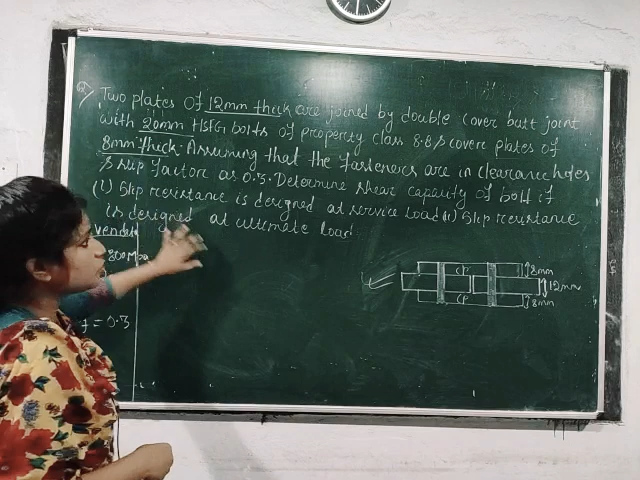 Q) Two plates of 12mm thick are joined by double cover butt joint
with 20mm HSFG bolts of property class 8.8 & cover plates of
8mm thick. Assuming that the fasteners are in clearance holes
& slip factor as 0.3. Determine shear capacity of bolt if
(i) Slip resistance is designed at service load (ii) Slip resistance
is designed at ultimate load.
800M
= 0.3
CP
8mm
12mm
CP
8mm